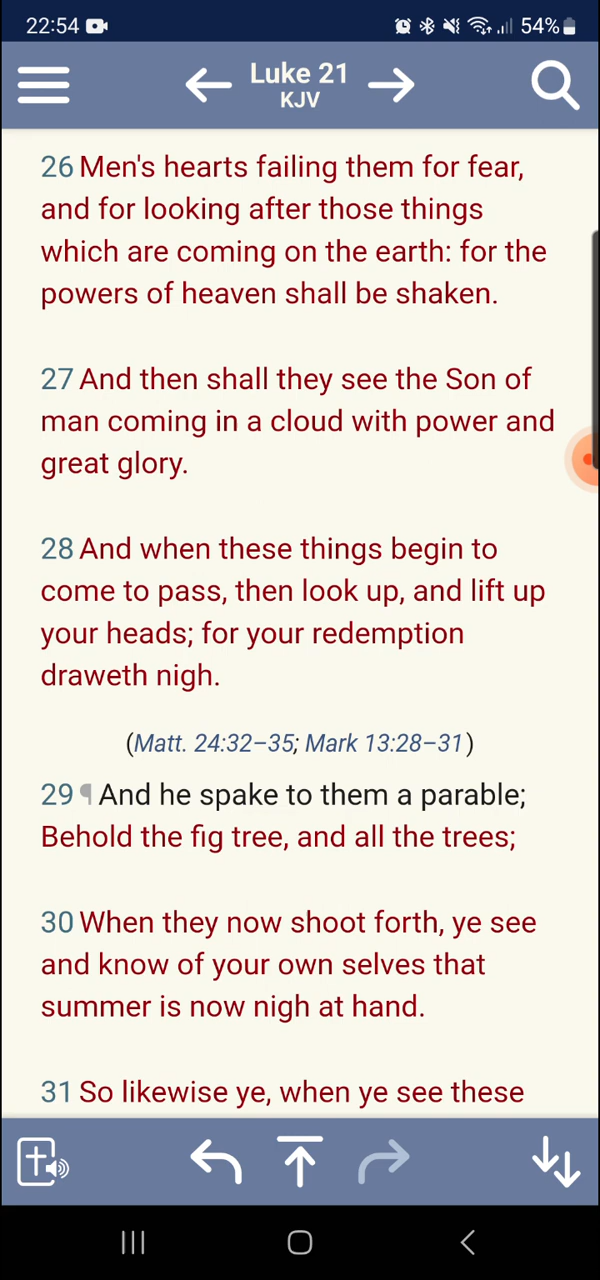 22:54 54%
Luke 21
KJV
26 Men's hearts failing them for fear,
and for looking after those things
which are coming on the earth: for the
powers of heaven shall be shaken.
27 And then shall they see the Son of
man coming in a cloud with power and
great glory.
28 And when these things begin to
come to pass, then look up, and lift up
your heads; for your redemption
draweth nigh.
(Matt. 24:32–35; Mark 13:28–31)
29 ¶ And he spake to them a parable;
Behold the fig tree, and all the trees;
30 When they now shoot forth, ye see
and know of your own selves that
summer is now nigh at hand.
31 So likewise ye, when ye see these